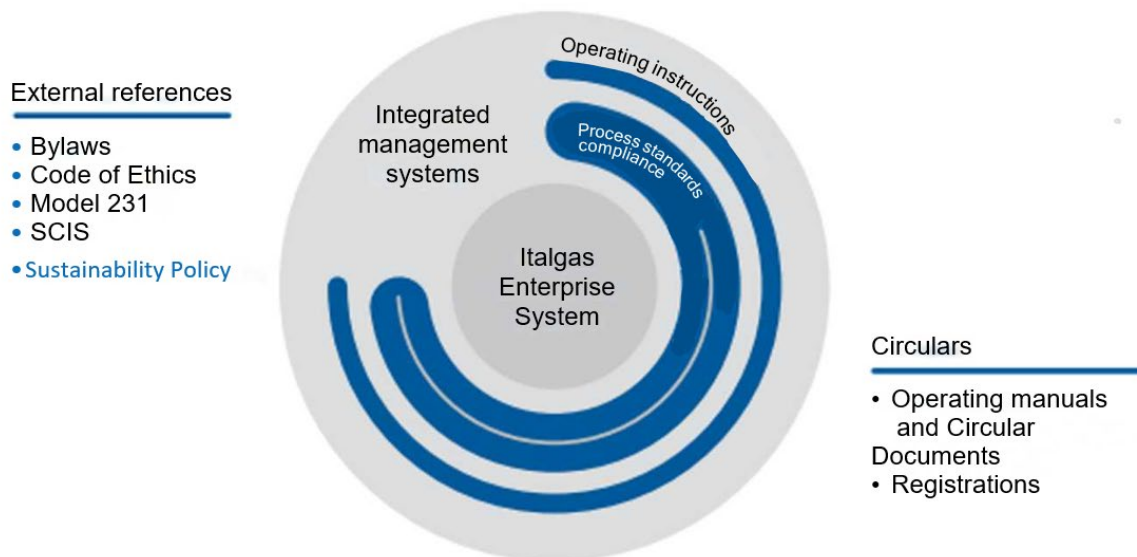 External references
• Bylaws
• Code of Ethics
• Model 231
• SCIS
• Sustainability Policy
Operating instructions
Integrated
management
systems
Process standards
compliance
Italgas
Enterprise
System
Circulars
• Operating manuals
and Circular
Documents
• Registrations